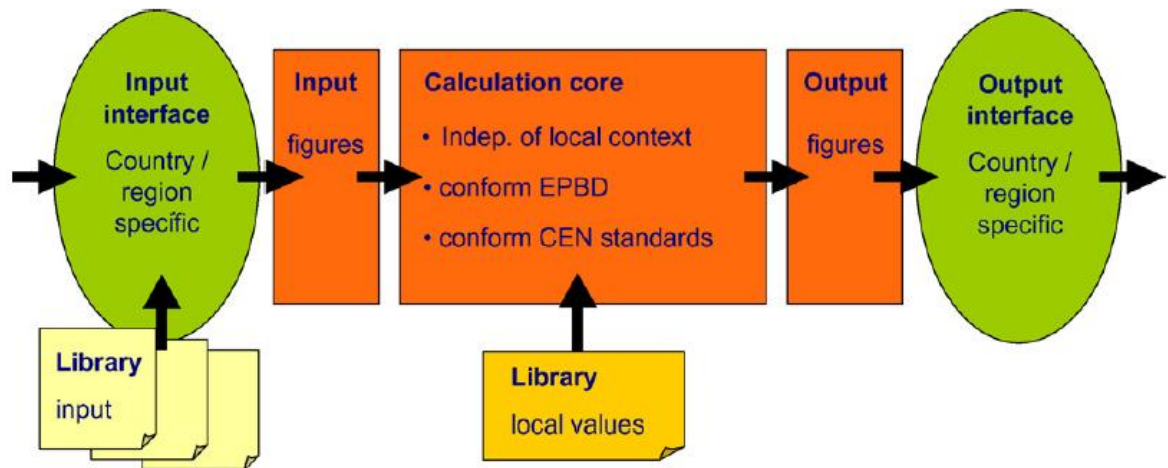 Input
interface
Country /
region
specific
Input
figures
Calculation core
• Indep. of local context
• conform EPBD
• conform CEN standards
Output
figures
Output
interface
Country /
region
specific
Library
input
Library
local values